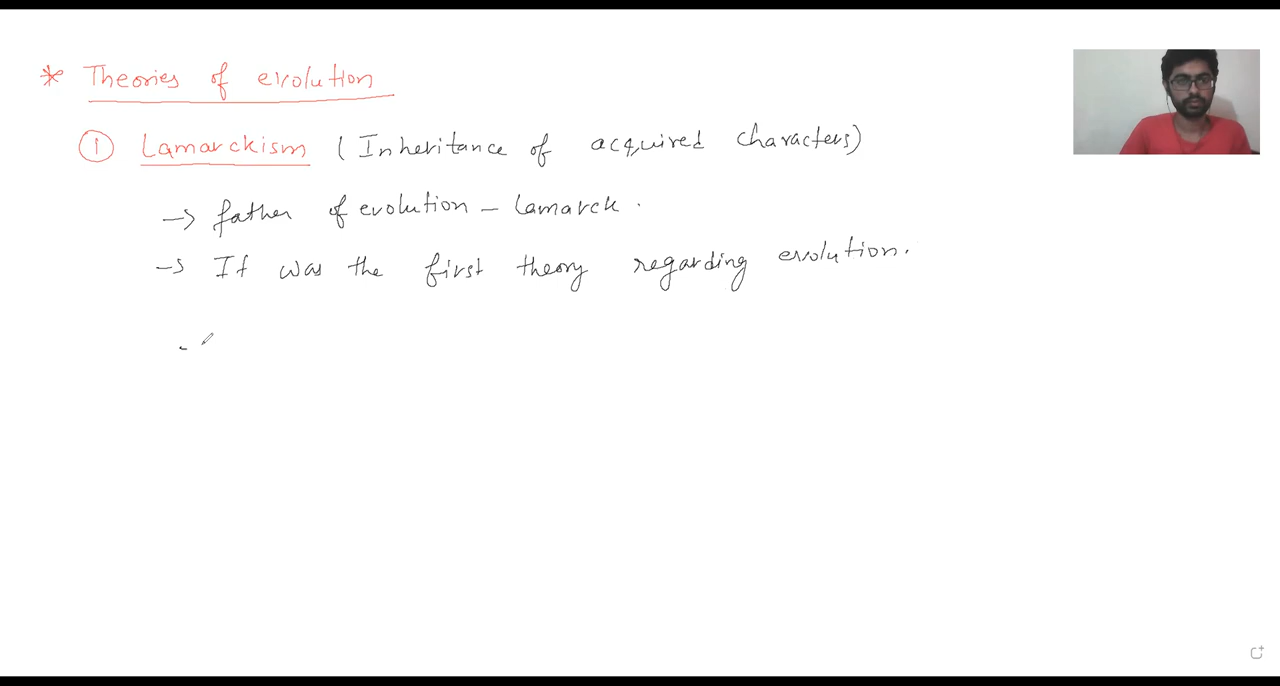 * Theories of evolution
① Lamarckism (Inheritance of acquired characters)
→ father of evolution - Lamarck.
→ It was the first theory regarding evolution.